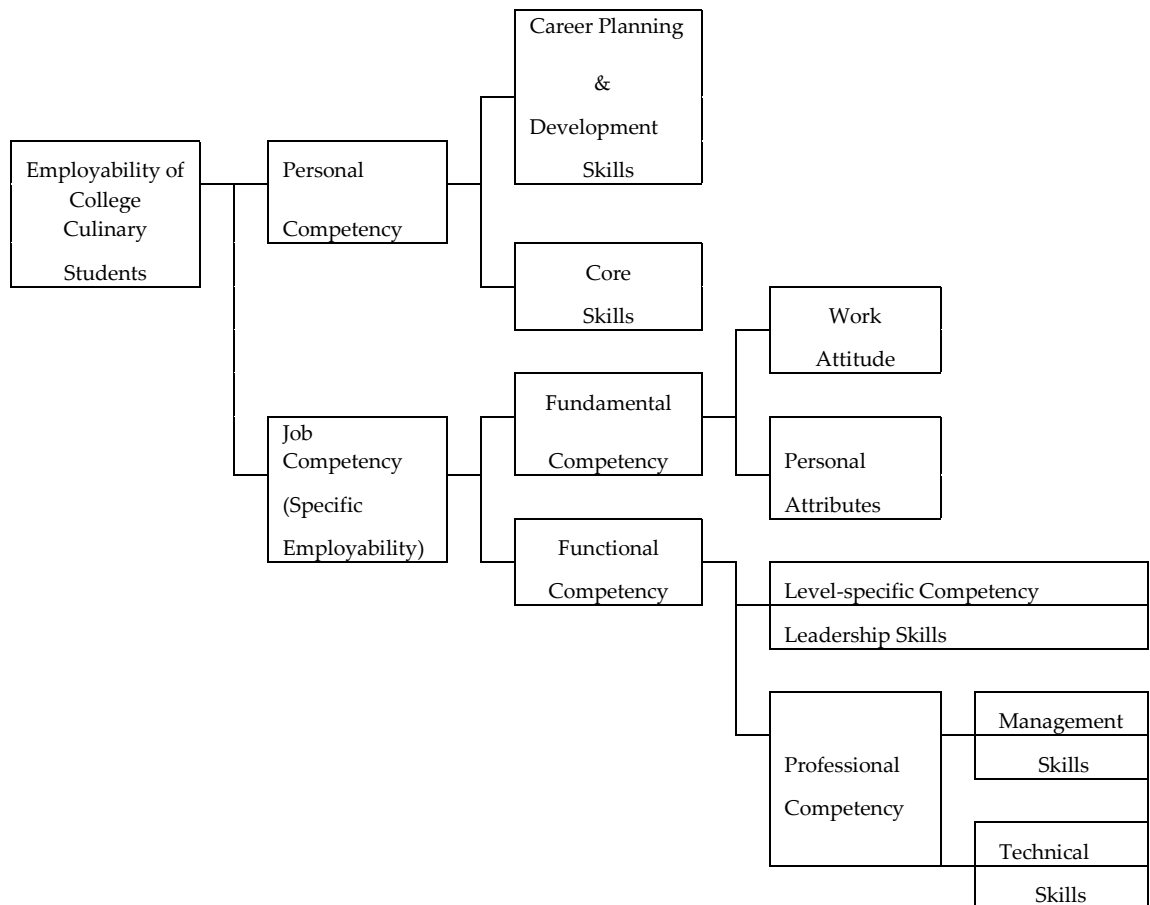 Career Planning
&
Development
Skills
Employability of
College
Culinary
Students
Personal
Competency
Core
Skills
Work
Attitude
Fundamental
Competency
Job
Competency
(Specific
Employability)
Personal
Attributes
Functional
Competency
Level-specific Competency
Leadership Skills
Professional
Competency
Management
Skills
Technical
Skills